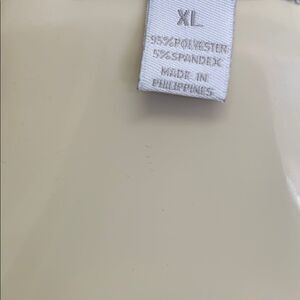 XL
95%POLYESTER
5%SPANDEX
MADE IN
PHILIPPINES